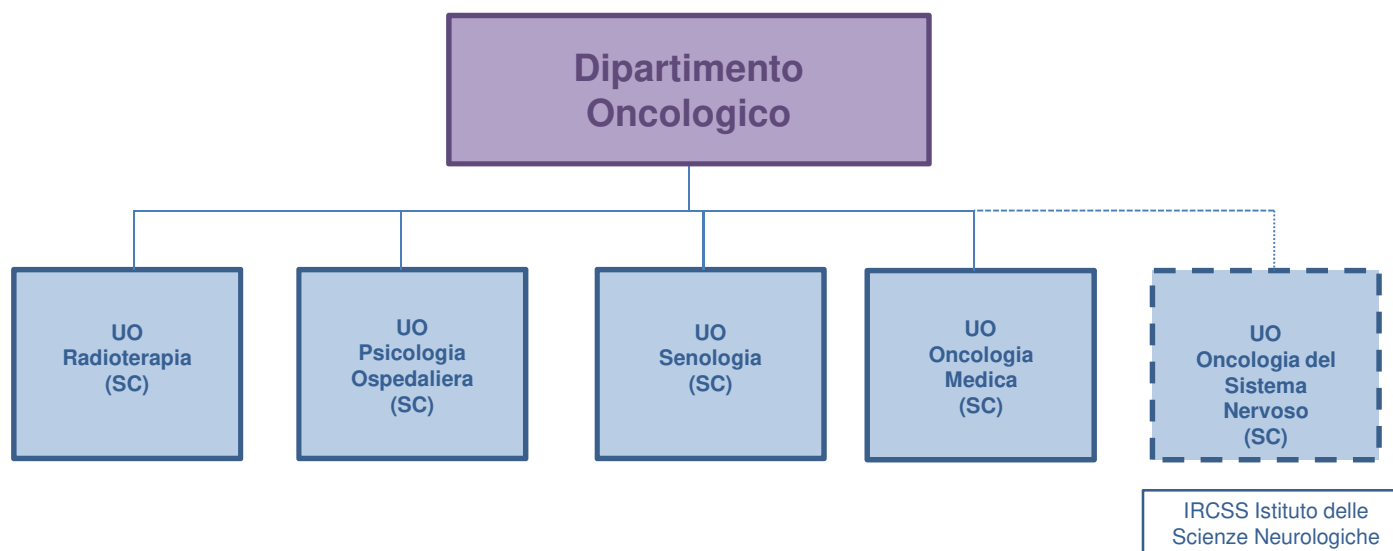 Dipartimento
Oncologico
UO
Radioterapia
(SC)
UO
Psicologia
Ospedaliera
(SC)
UO
Senologia
(SC)
UO
Oncologia
Medica
(SC)
UO
Oncologia del
Sistema
Nervoso
(SC)
IRCSS Istituto delle
Scienze Neurologiche